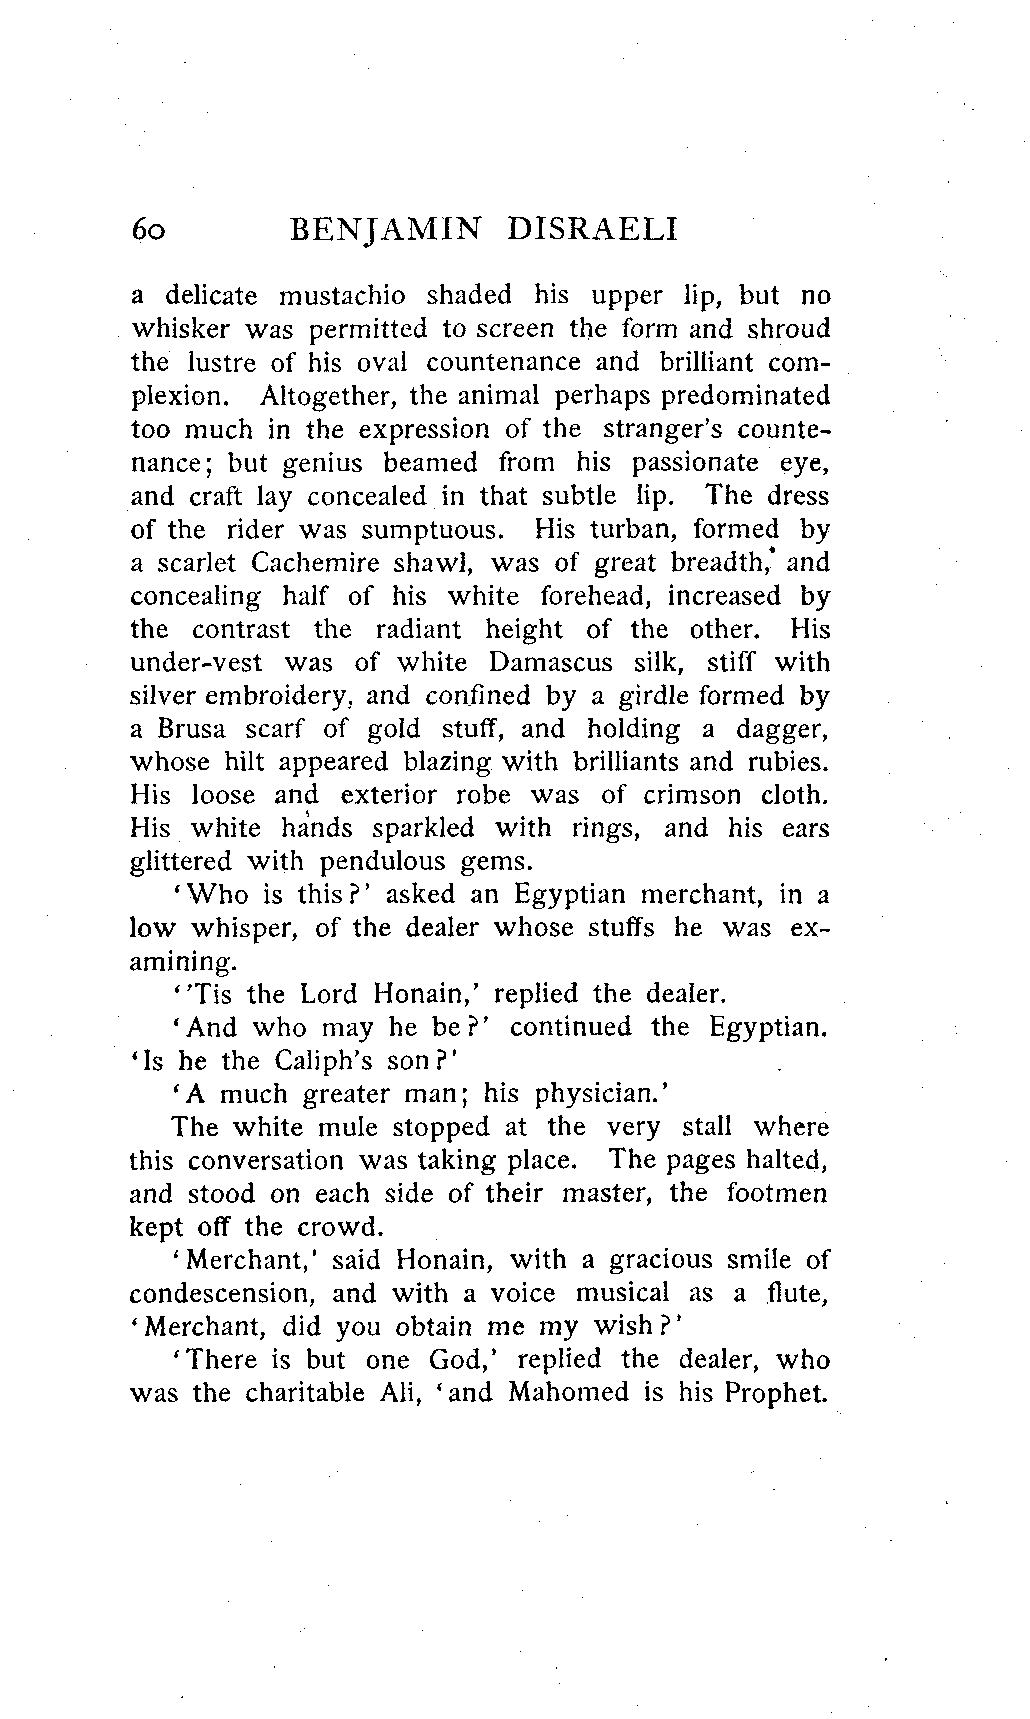 60 BENJAMIN DISRAELI
a delicate mustachio shaded his upper lip, but no
whisker was permitted to screen the form and shroud
the lustre of his oval countenance and brilliant com-
plexion. Altogether, the animal perhaps predominated
too much in the expression of the stranger's counte-
nance; but genius beamed from his passionate eye,
and craft lay concealed in that subtle lip. The dress
of the rider was sumptuous. His turban, formed by
a scarlet Cachemire shawl, was of great breadth, and
concealing half of his white forehead, increased by
the contrast the radiant height of the other. His
under-vest was of white Damascus silk, stiff with
silver embroidery, and confined by a girdle formed by
a Brusa scarf of gold stuff, and holding a dagger,
whose hilt appeared blazing with brilliants and rubies.
His loose and exterior robe was of crimson cloth.
His white hands sparkled with rings, and his ears
glittered with pendulous gems.
'Who is this?' asked an Egyptian merchant, in a
low whisper, of the dealer whose stuffs he was ex-
amining.
''Tis the Lord Honain,' replied the dealer.
'And who may he be?' continued the Egyptian.
'Is he the Caliph's son?'
'A much greater man; his physician.'
The white mule stopped at the very stall where
this conversation was taking place. The pages halted,
and stood on each side of their master, the footmen
kept off the crowd.
'Merchant,' said Honain, with a gracious smile of
condescension, and with a voice musical as a flute,
'Merchant, did you obtain me my wish?'
'There is but one God,' replied the dealer, who
was the charitable Ali, 'and Mahomed is his Prophet.